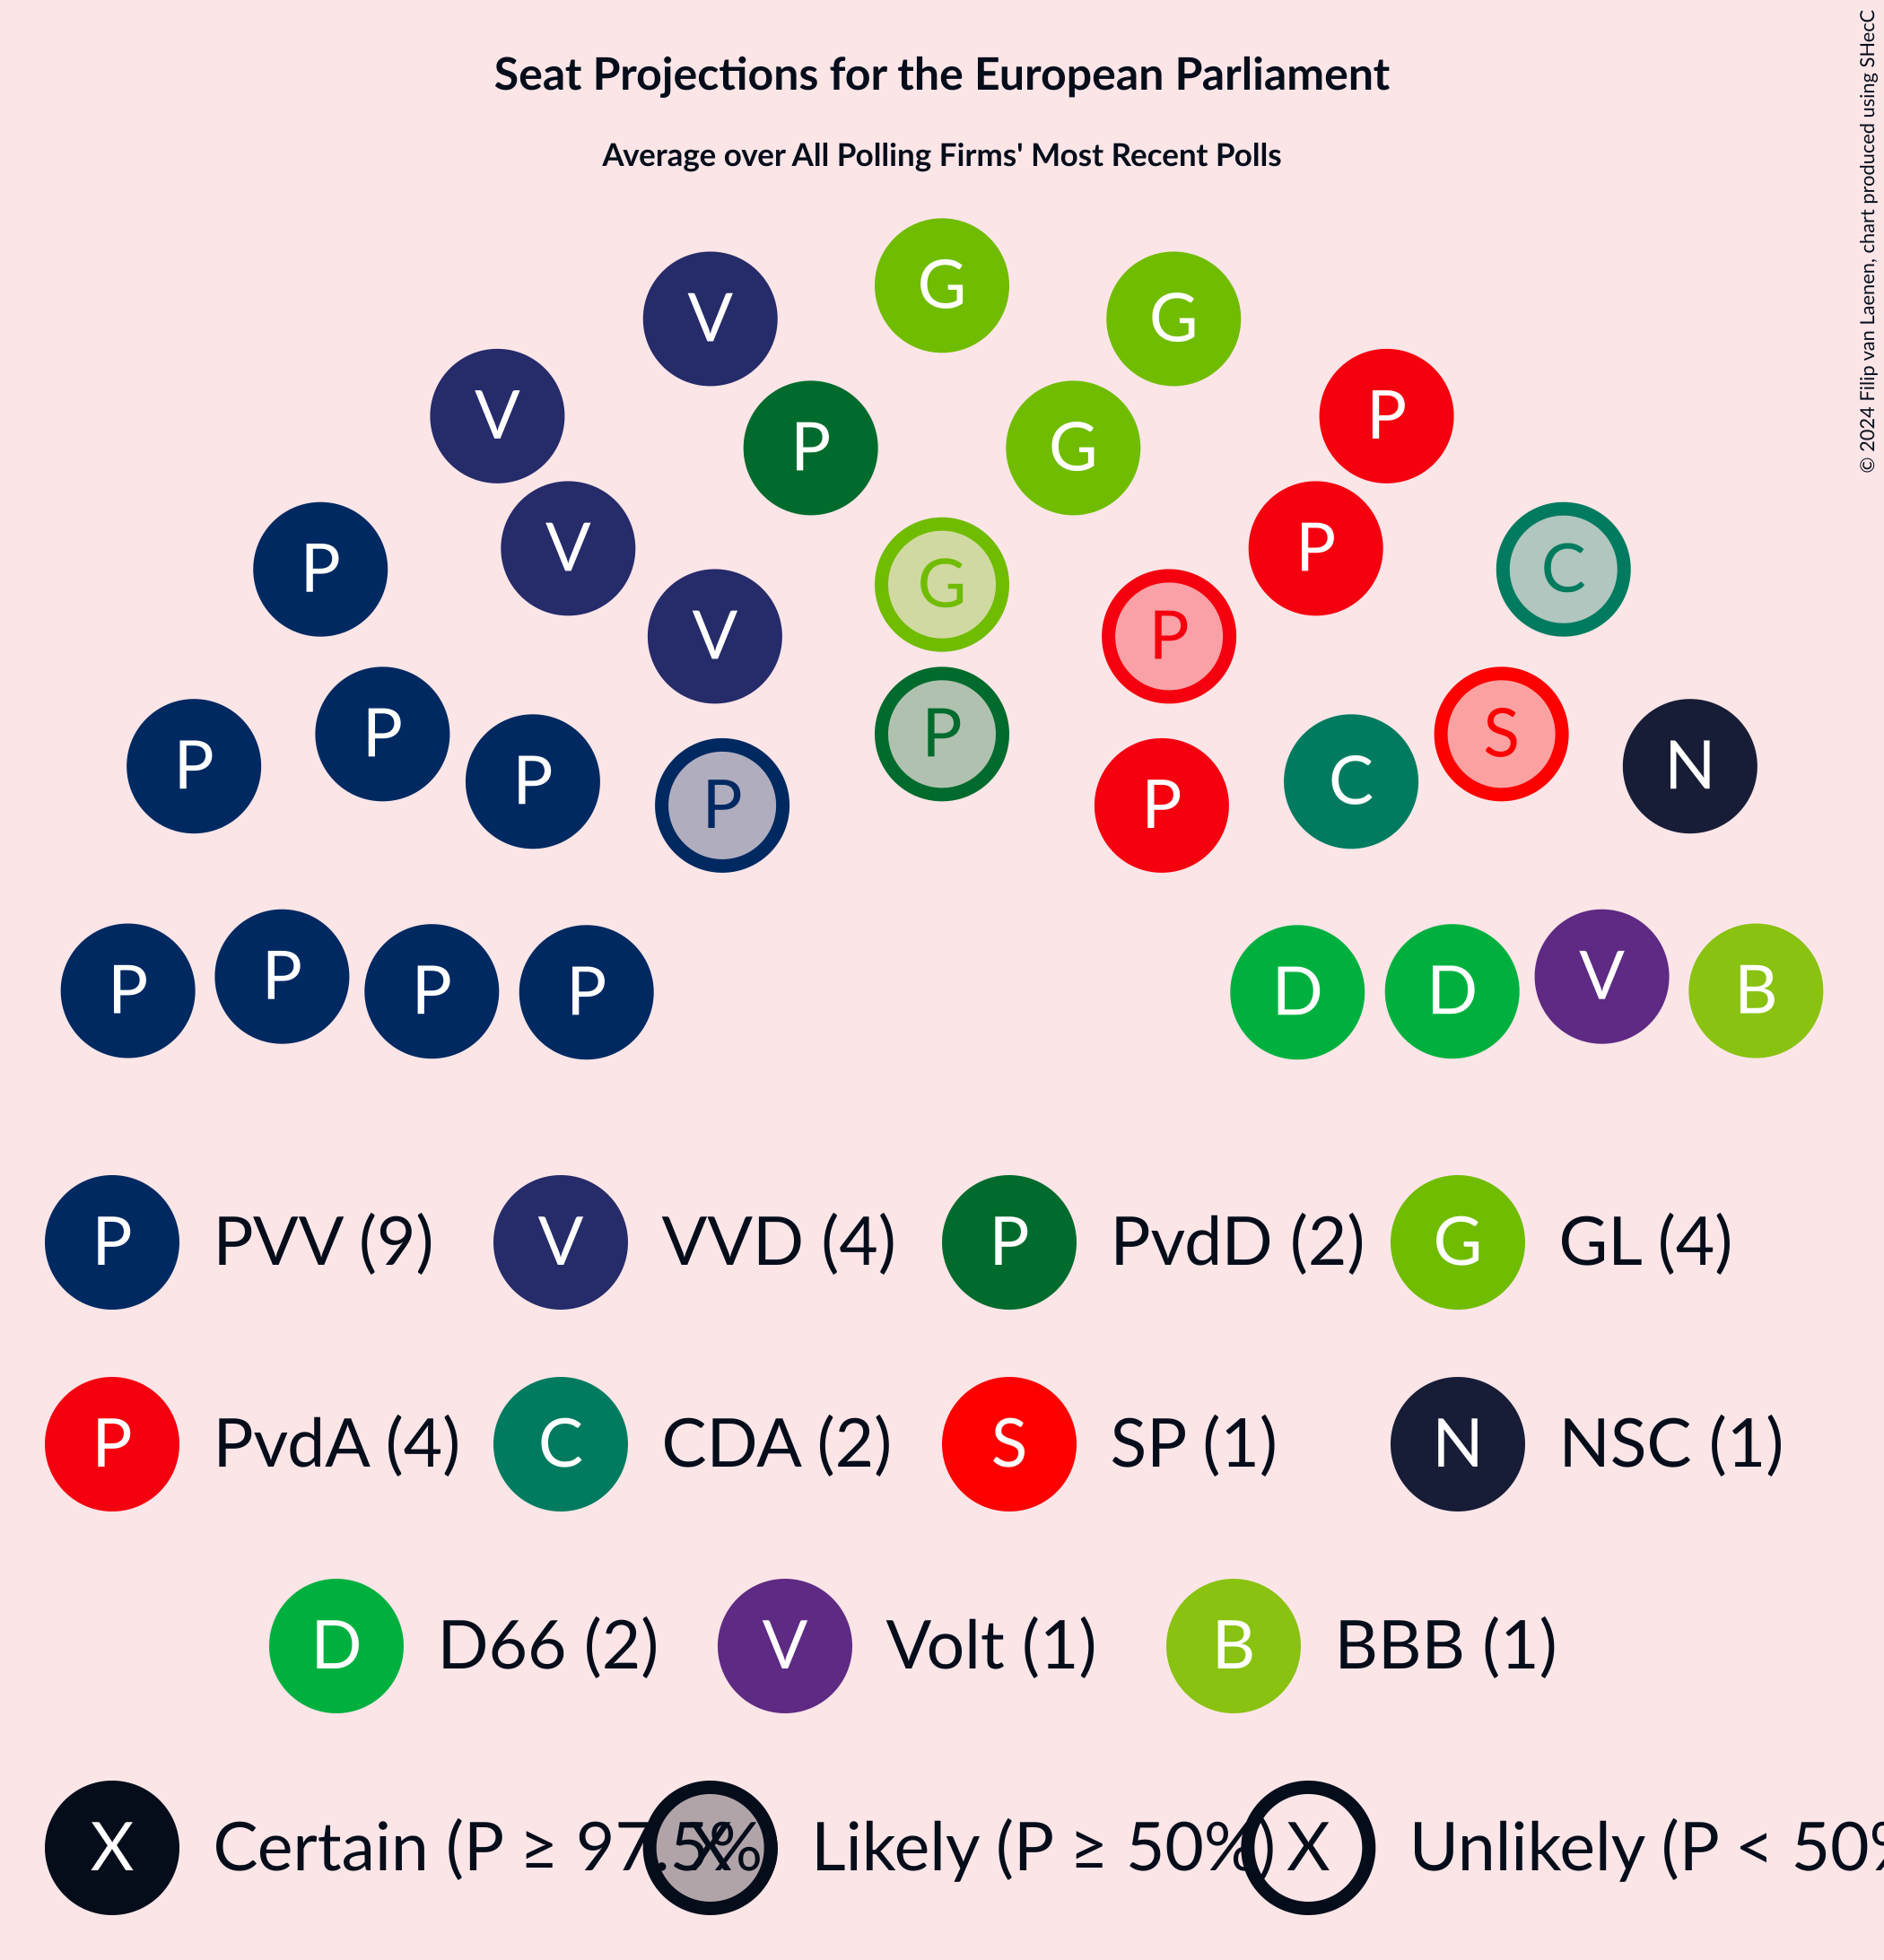 Seat Projections for the European Parliament
Average over All Polling Firms' Most Recent Polls
© 2024 Filip van Laenen, chart produced using SHecC
G
V G
V P
P G
V P
P C
G
P
V
P P S
P N
P C
P P
P
P V B
P P D D
P PVV (9) V VVD (4) P PvdD (2) G GL (4)
P PvdA (4) C CDA (2) S SP (1) N NSC (1)
D D66 (2) V Volt (1) B BBB (1)
X Certain (P ≥ 97.5% X Likely (P ≥ 50%) X Unlikely (P < 50%